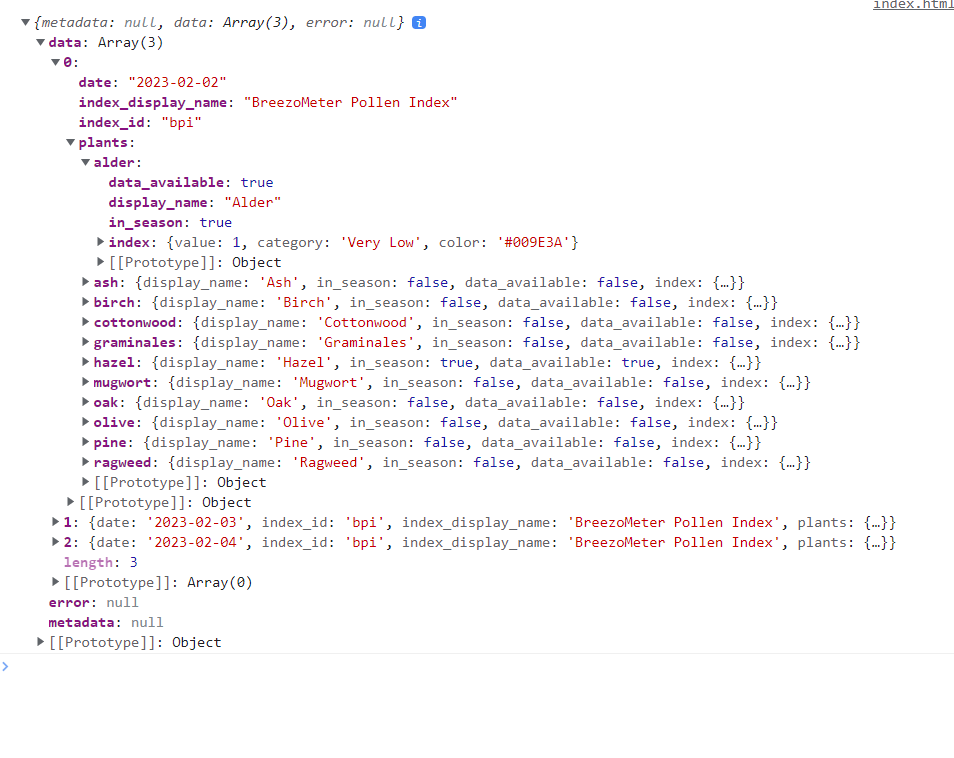 index.html
▼{metadata: null, data: Array(3), error: null} i
▼data: Array(3)
▼0:
date: "2023-02-02"
index_display_name: "BreezoMeter Pollen Index"
index_id: "bpi"
▼plants:
▼alder:
data_available: true
display_name: "Alder"
in_season: true
▶index: {value: 1, category: 'Very Low', color: '#009E3A'}
▶[[Prototype]]: Object
▶ash: {display_name: 'Ash', in_season: false, data_available: false, index: {…}}
▶birch: {display_name: 'Birch', in_season: false, data_available: false, index: {…}}
▶cottonwood: {display_name: 'Cottonwood', in_season: false, data_available: false, index: {…}}
▶graminales: {display_name: 'Graminales', in_season: false, data_available: false, index: {…}}
▶hazel: {display_name: 'Hazel', in_season: true, data_available: true, index: {…}}
▶mugwort: {display_name: 'Mugwort', in_season: false, data_available: false, index: {…}}
▶oak: {display_name: 'Oak', in_season: false, data_available: false, index: {…}}
▶olive: {display_name: 'Olive', in_season: false, data_available: false, index: {…}}
▶pine: {display_name: 'Pine', in_season: false, data_available: false, index: {…}}
▶ragweed: {display_name: 'Ragweed', in_season: false, data_available: false, index: {…}}
▶[[Prototype]]: Object
▶[[Prototype]]: Object
▶1: {date: '2023-02-03', index_id: 'bpi', index_display_name: 'BreezoMeter Pollen Index', plants: {…}}
▶2: {date: '2023-02-04', index_id: 'bpi', index_display_name: 'BreezoMeter Pollen Index', plants: {…}}
length: 3
▶[[Prototype]]: Array(0)
error: null
metadata: null
▶[[Prototype]]: Object
>